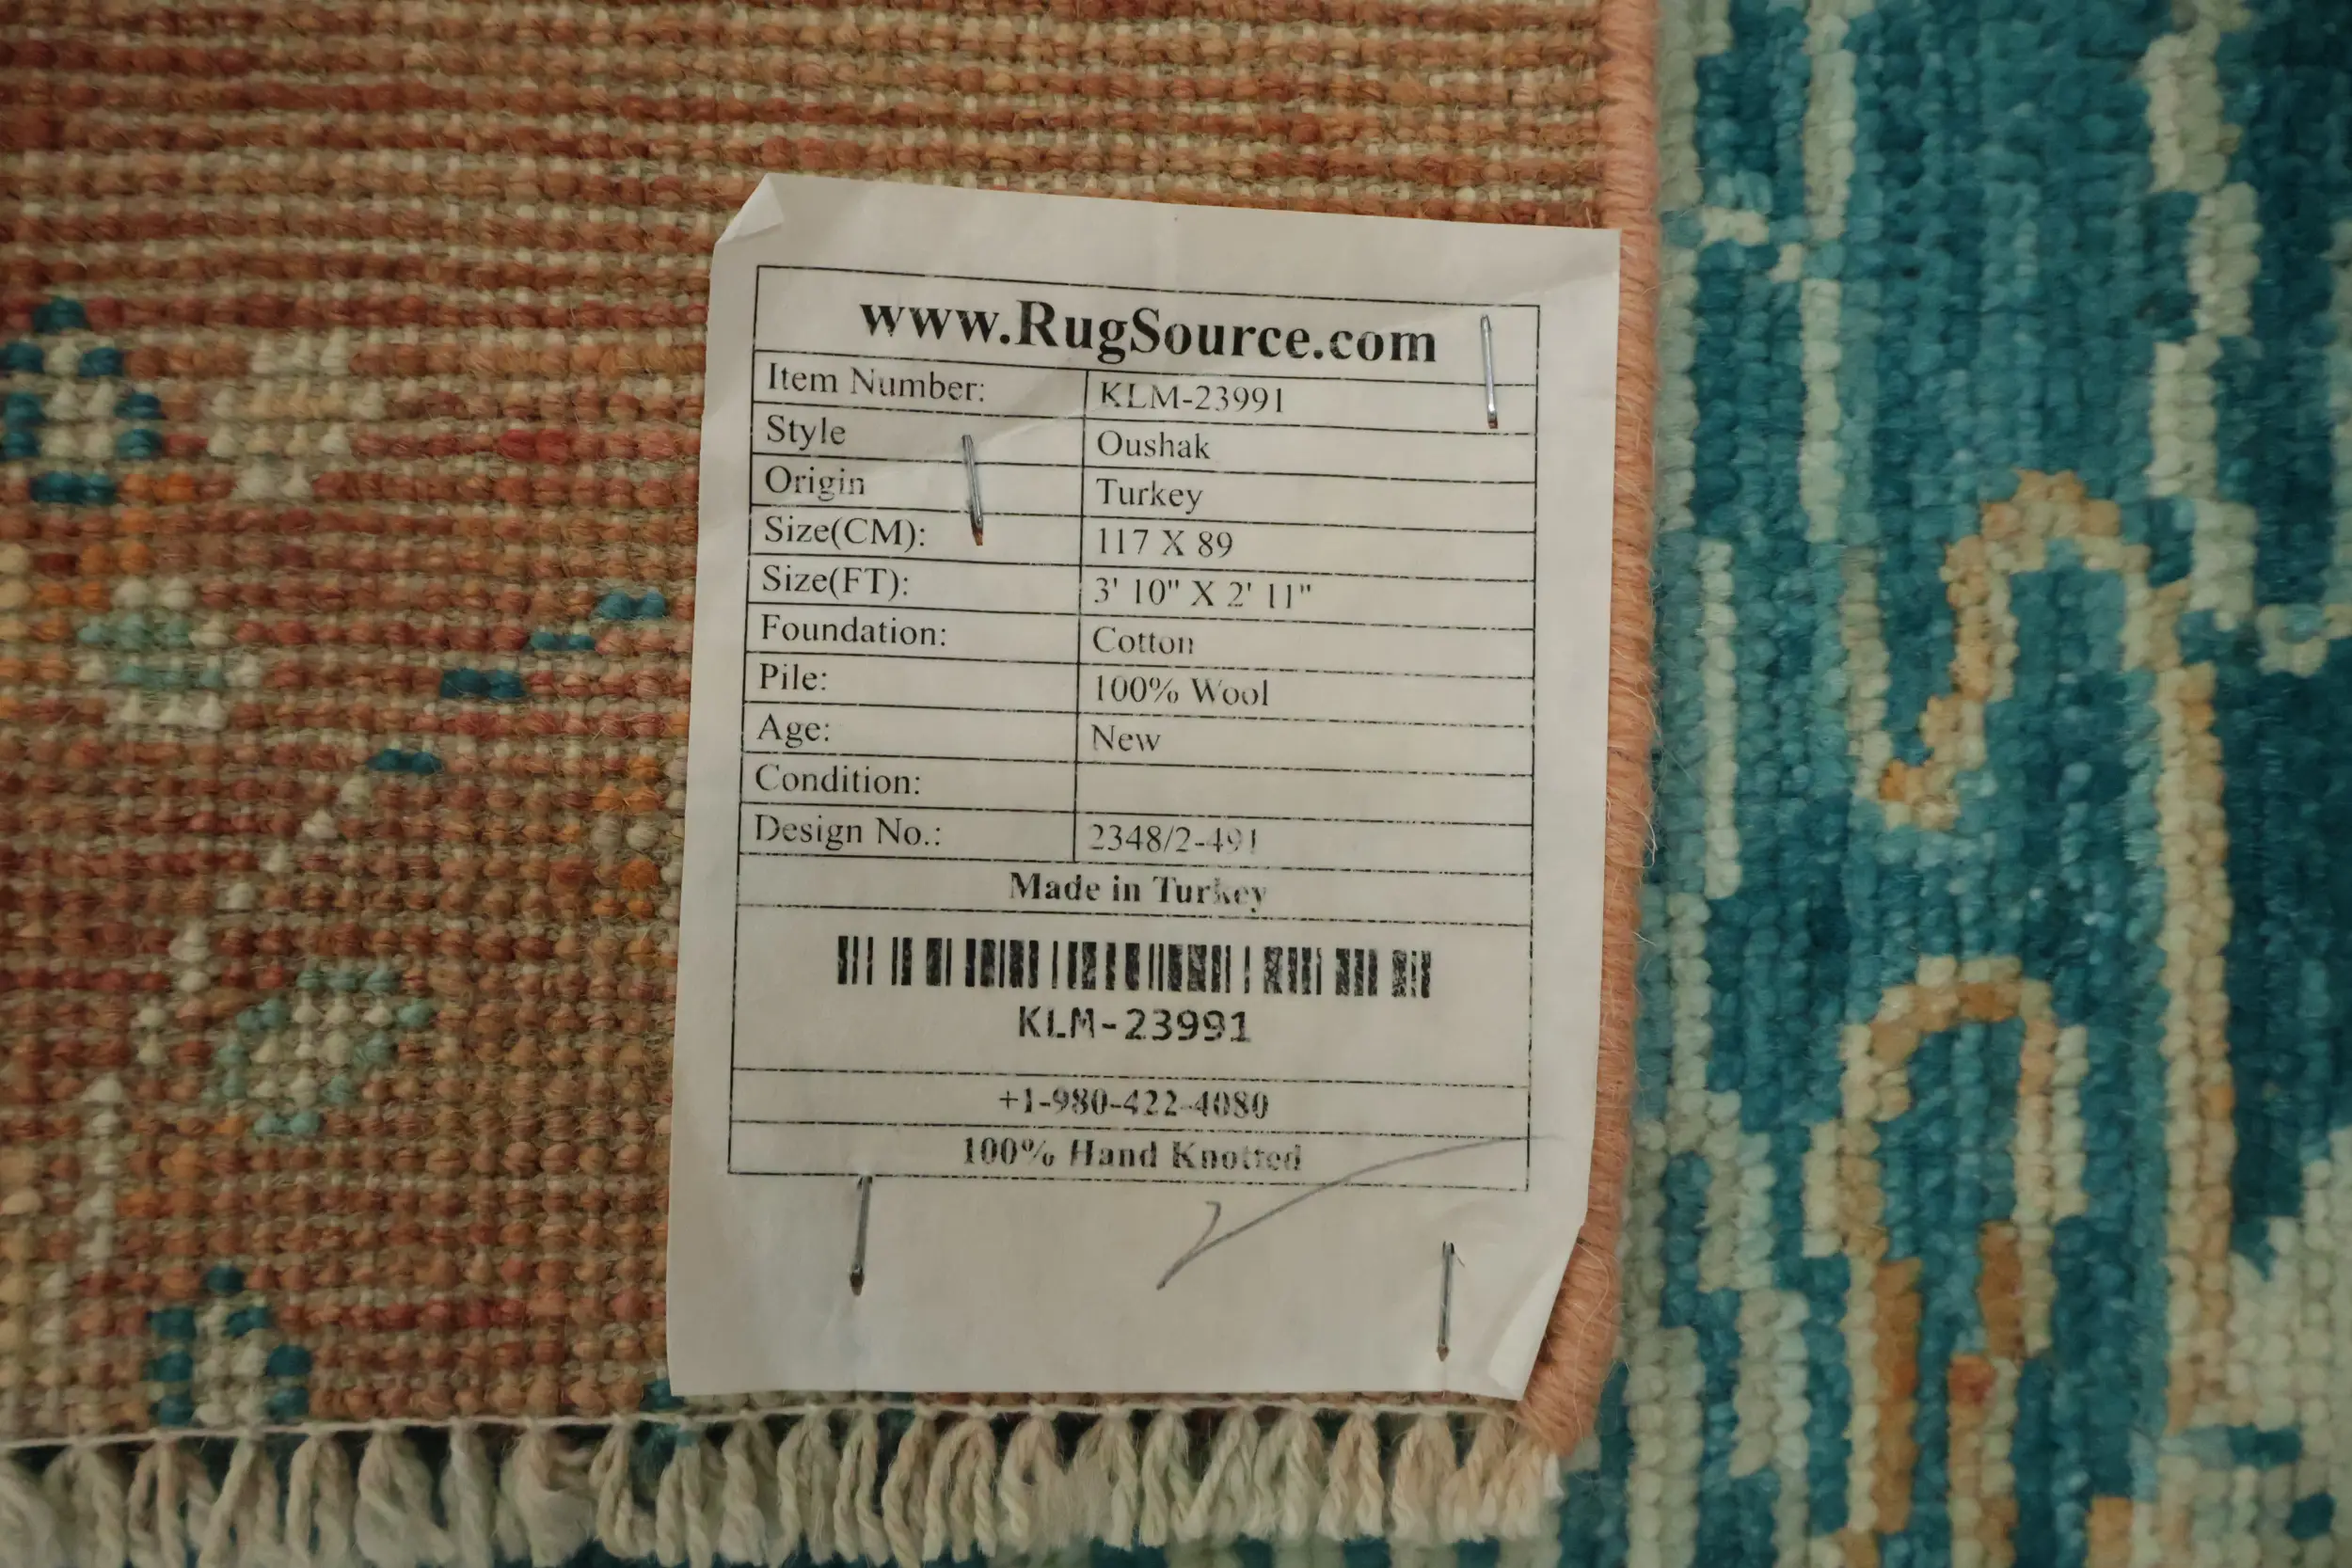 www.RugSource.com
Item Number: KLM-23991
Style Oushak
Origin Turkey
Size(CM): 117 X 89
Size(FT): 3' 10" X 2' 11"
Foundation: Cotton
Pile: 100% Wool
Age: New
Condition:
Design No.: 2348/2-491
Made in Turkey
KLM-23991
+1-980-422-4080
100% Hand Knotted